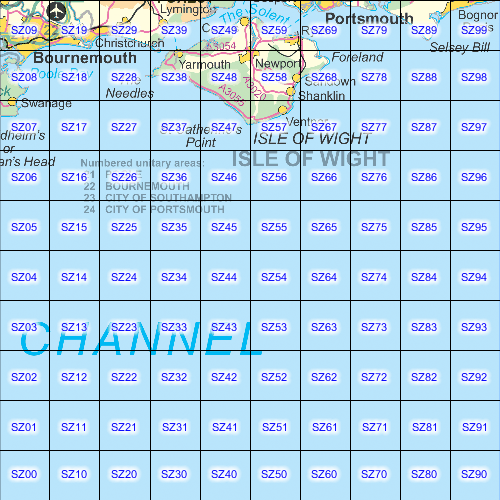 Lymington
The Solent
Portsmouth
Bognor
SZ09 SZ19 SZ29 SZ39 SZ49 SZ59 SZ69 SZ79 SZ89 SZ99
Christchurch
A3054
Selsey Bill
Bournemouth
Yarmouth
Newport
Foreland
SZ08 SZ18 SZ28 SZ38 SZ48 SZ58 SZ68 SZ78 SZ88 SZ98
Needles
A3055
A3020
Shanklin
Swanage
SZ07 SZ17 SZ27 SZ37 SZ47 SZ57 SZ67 SZ77 SZ87 SZ97
dhelm's
or
an's Head
Point
ISLE OF WIGHT
ISLE OF WIGHT
Numbered unitary areas:
SZ06 SZ16 SZ26 SZ36 SZ46 SZ56 SZ66 SZ76 SZ86 SZ96
22 BOURNEMOUTH
23 CITY OF SOUTHAMPTON
24 CITY OF PORTSMOUTH
SZ05 SZ15 SZ25 SZ35 SZ45 SZ55 SZ65 SZ75 SZ85 SZ95
SZ04 SZ14 SZ24 SZ34 SZ44 SZ54 SZ64 SZ74 SZ84 SZ94
SZ03 SZ13 SZ23 SZ33 SZ43 SZ53 SZ63 SZ73 SZ83 SZ93
CHANNEL
SZ02 SZ12 SZ22 SZ32 SZ42 SZ52 SZ62 SZ72 SZ82 SZ92
SZ01 SZ11 SZ21 SZ31 SZ41 SZ51 SZ61 SZ71 SZ81 SZ91
SZ00 SZ10 SZ20 SZ30 SZ40 SZ50 SZ60 SZ70 SZ80 SZ90